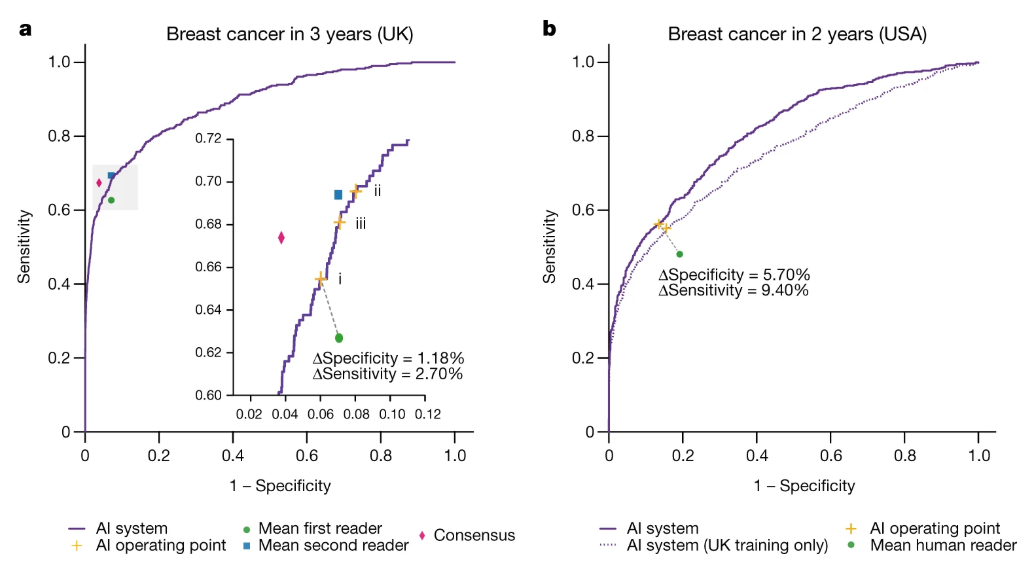 a
Breast cancer in 3 years (UK)
1.0
0.8
0.6
0.4
0.2
0
Sensitivity
0.72
0.70
0.68
0.66
0.64
0.62
0.60
ii
iii
i
ΔSpecificity = 1.18%
ΔSensitivity = 2.70%
0.02 0.04 0.06 0.08 0.10 0.12
0 0.2 0.4 0.6 0.8 1.0
1 – Specificity
AI system
AI operating point
Mean first reader
Mean second reader
Consensus
b
Breast cancer in 2 years (USA)
1.0
0.8
0.6
0.4
0.2
0
Sensitivity
ΔSpecificity = 5.70%
ΔSensitivity = 9.40%
0 0.2 0.4 0.6 0.8 1.0
1 – Specificity
AI system
AI system (UK training only)
AI operating point
Mean human reader